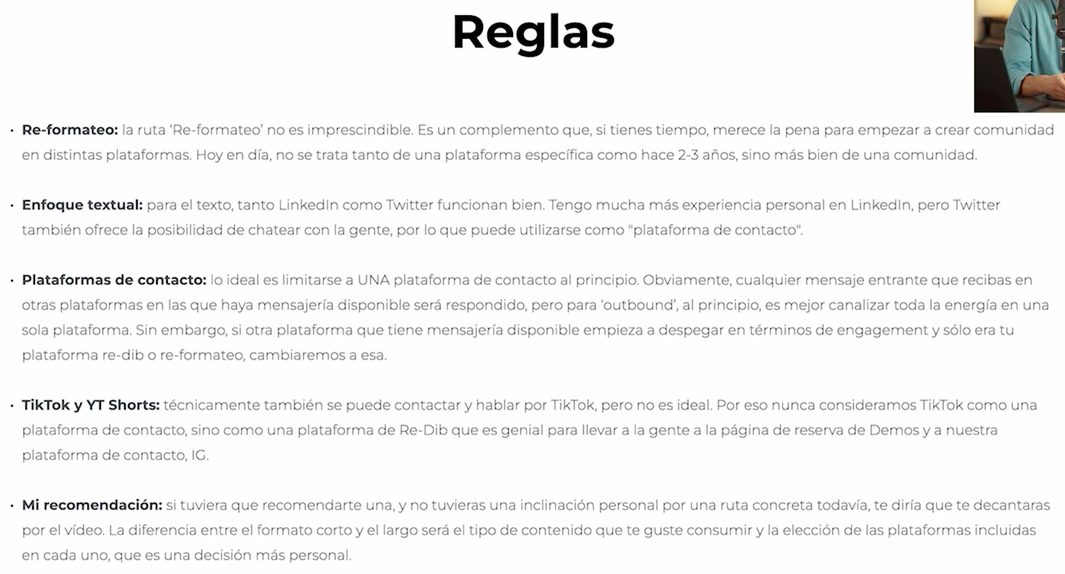 Reglas
• Re-formateo: la ruta ‘Re-formateo’ no es imprescindible. Es un complemento que, si tienes tiempo, merece la pena para empezar a crear comunidad
en distintas plataformas. Hoy en día, no se trata tanto de una plataforma específica como hace 2-3 años, sino más bien de una comunidad.
• Enfoque textual: para el texto, tanto LinkedIn como Twitter funcionan bien. Tengo mucha más experiencia personal en LinkedIn, pero Twitter
también ofrece la posibilidad de chatear con la gente, por lo que puede utilizarse como "plataforma de contacto".
• Plataformas de contacto: lo ideal es limitarse a UNA plataforma de contacto al principio. Obviamente, cualquier mensaje entrante que recibas en
otras plataformas en las que haya mensajería disponible será respondido, pero para ‘outbound’, al principio, es mejor canalizar toda la energía en una
sola plataforma. Sin embargo, si otra plataforma que tiene mensajería disponible empieza a despegar en términos de engagement y sólo era tu
plataforma re-dib o re-formateo, cambiaremos a esa.
• TikTok y YT Shorts: técnicamente también se puede contactar y hablar por TikTok, pero no es ideal. Por eso nunca consideramos TikTok como una
plataforma de contacto, sino como una plataforma de Re-Dib que es genial para llevar a la gente a la página de reserva de Demos y a nuestra
plataforma de contacto, IG.
• Mi recomendación: si tuviera que recomendarte una, y no tuvieras una inclinación personal por una ruta concreta todavía, te diría que te decantaras
por el vídeo. La diferencia entre el formato corto y el largo será el tipo de contenido que te guste consumir y la elección de las plataformas incluidas
en cada uno, que es una decisión más personal.